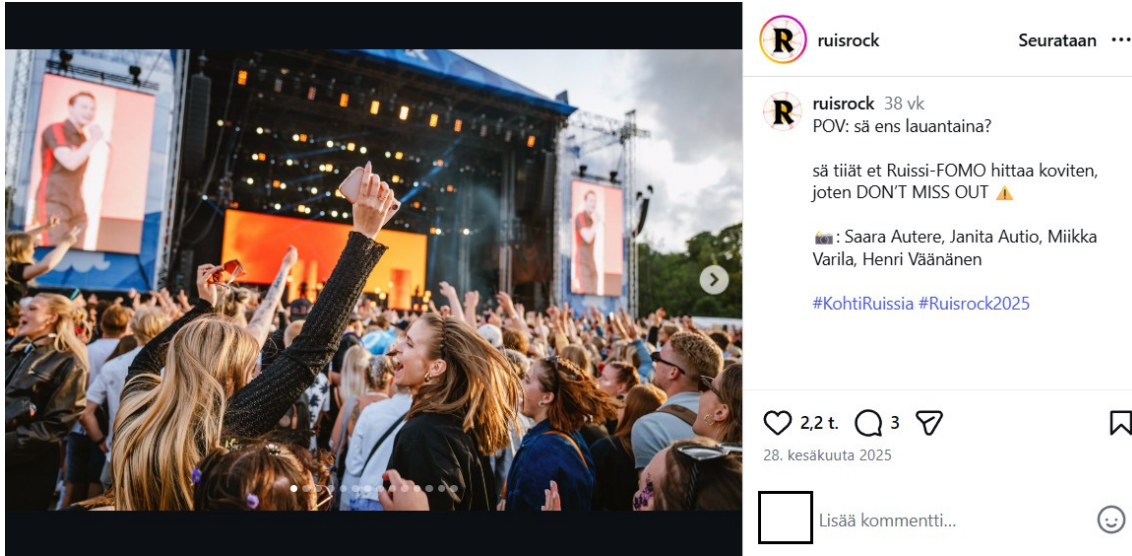 R
ruisrock
Seurataan
R
ruisrock 38 vk
POV: sä ens lauantaina?
sä tiiät et Ruissi-FOMO hittaa koviten,
joten DON'T MISS OUT ⚠️
📷: Saara Autere, Janita Autio, Miikka
Varila, Henri Väänänen
#KohtiRuissia #Ruisrock2025
2,2 t. 3
28. kesäkuuta 2025
Lisää kommentti...